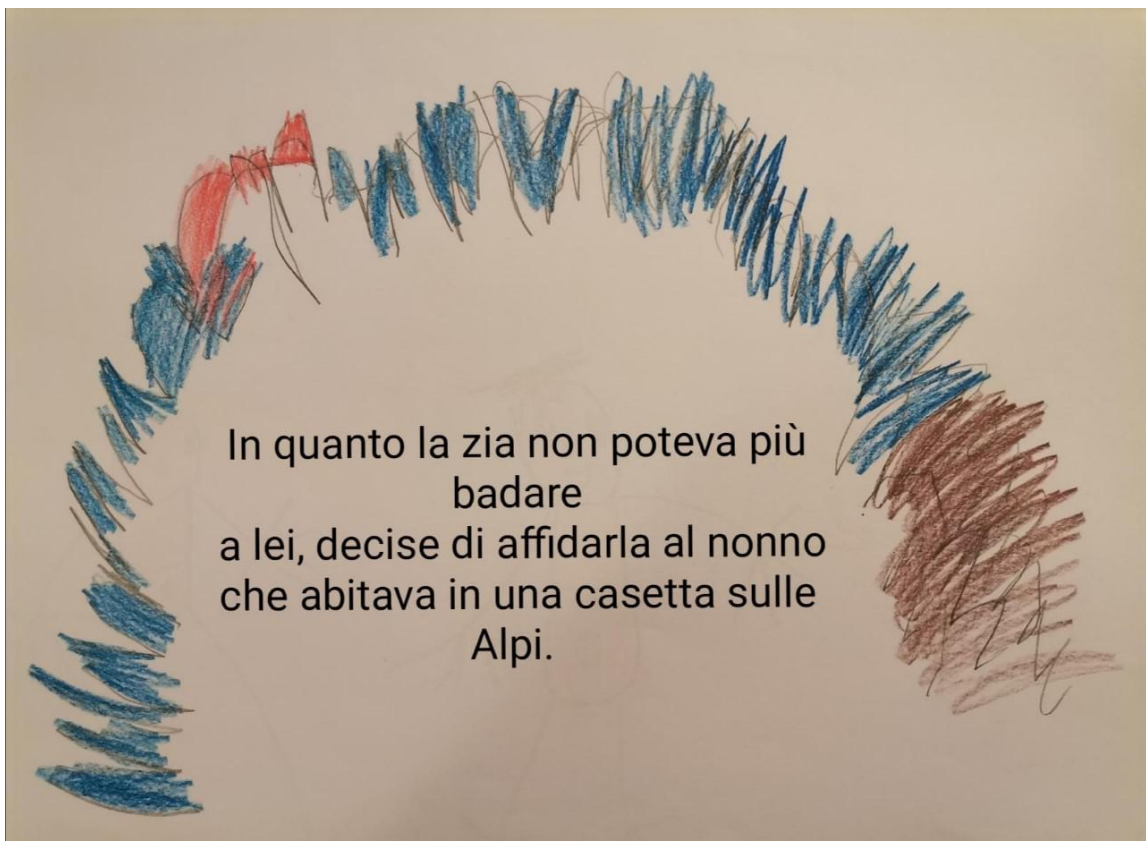 In quanto la zia non poteva più
badare
a lei, decise di affidarla al nonno
che abitava in una casetta sulle
Alpi.